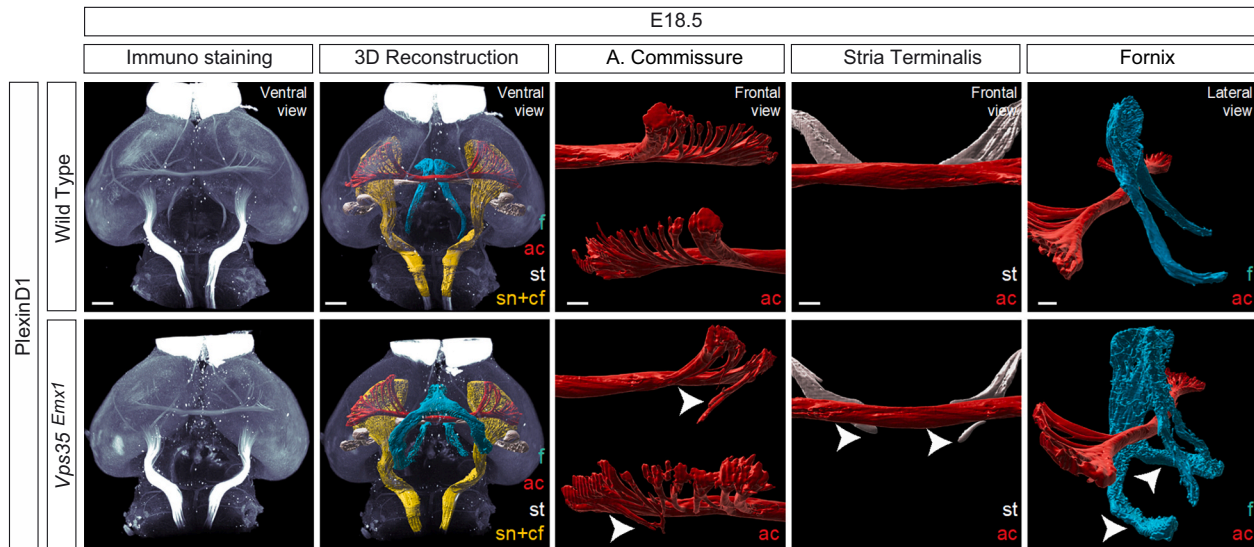 E18.5
Immuno staining
3D Reconstruction
A. Commissure
Stria Terminalis
Fornix
PlexinD1
Wild Type
Ventral
view
Ventral
view
f
ac
st
sn+cf
Frontal
view
ac
Frontal
view
st
ac
Lateral
view
f
ac
Vps35 Emx1
f
ac
st
sn+cf
ac
st
ac
f
ac